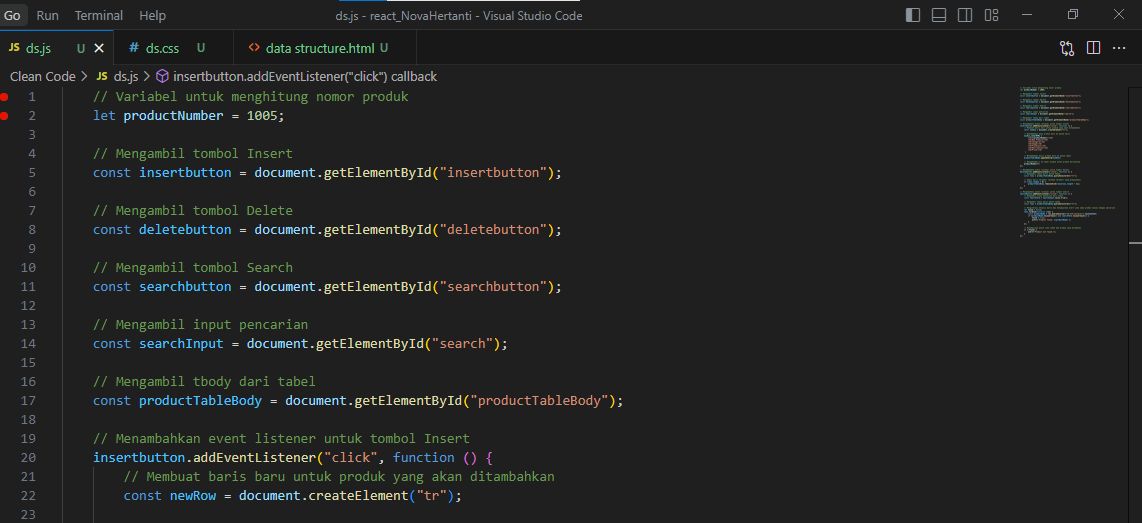 Go Run Terminal Help ds.js - react_NovaHertanti - Visual Studio Code
JS ds.js U # ds.css U <> data structure.html U
Clean Code > JS ds.js > insertbutton.addEventListener("click") callback
1 // Variabel untuk menghitung nomor produk
2 let productNumber = 1005;
3
4 // Mengambil tombol Insert
5 const insertbutton = document.getElementById("insertbutton");
6
7 // Mengambil tombol Delete
8 const deletebutton = document.getElementById("deletebutton");
9
10 // Mengambil tombol Search
11 const searchbutton = document.getElementById("searchbutton");
12
13 // Mengambil input pencarian
14 const searchInput = document.getElementById("search");
15
16 // Mengambil tbody dari tabel
17 const productTableBody = document.getElementById("productTableBody");
18
19 // Menambahkan event listener untuk tombol Insert
20 insertbutton.addEventListener("click", function () {
21 // Membuat baris baru untuk produk yang akan ditambahkan
22 const newRow = document.createElement("tr");
23